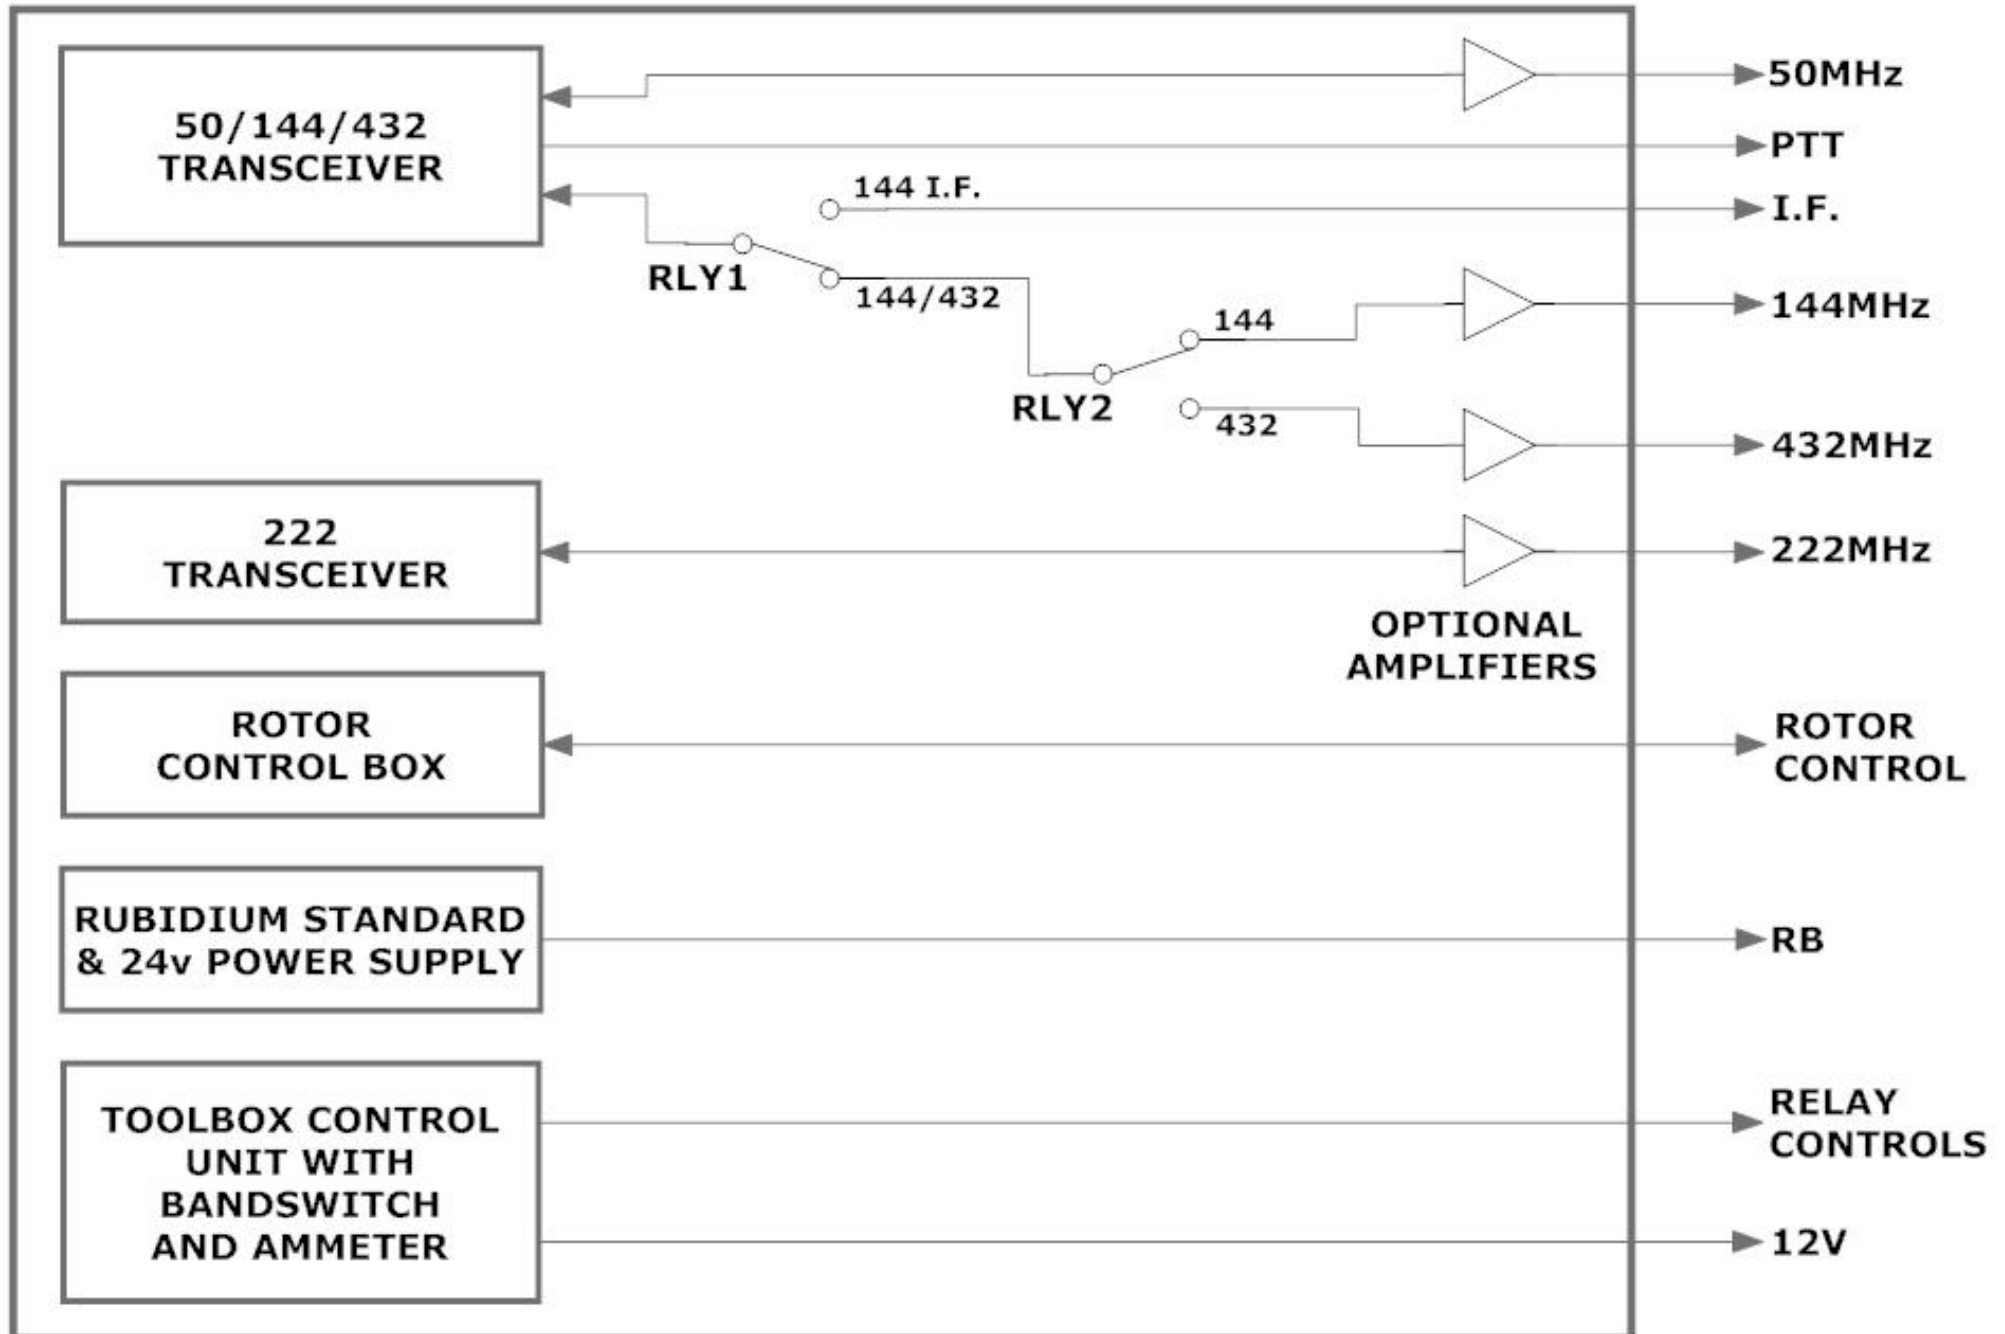 50/144/432
TRANSCEIVER
50MHz
PTT
144 I.F.
I.F.
RLY1
144/432
144
144MHz
RLY2
432
432MHz
222
TRANSCEIVER
222MHz
OPTIONAL
AMPLIFIERS
ROTOR
CONTROL BOX
ROTOR
CONTROL
RUBIDIUM STANDARD
& 24v POWER SUPPLY
RB
TOOLBOX CONTROL
UNIT WITH
BANDSWITCH
AND AMMETER
RELAY
CONTROLS
12V